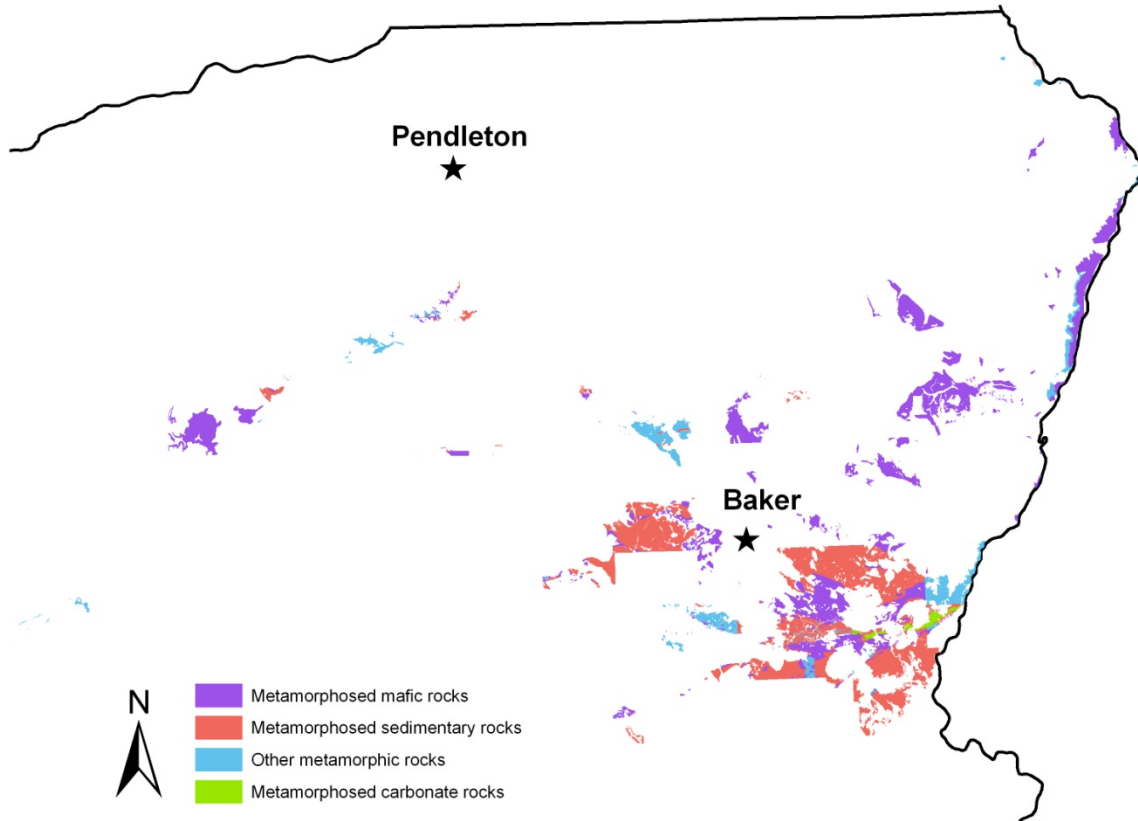 Pendleton
Baker
N
Metamorphosed mafic rocks
Metamorphosed sedimentary rocks
Other metamorphic rocks
Metamorphosed carbonate rocks